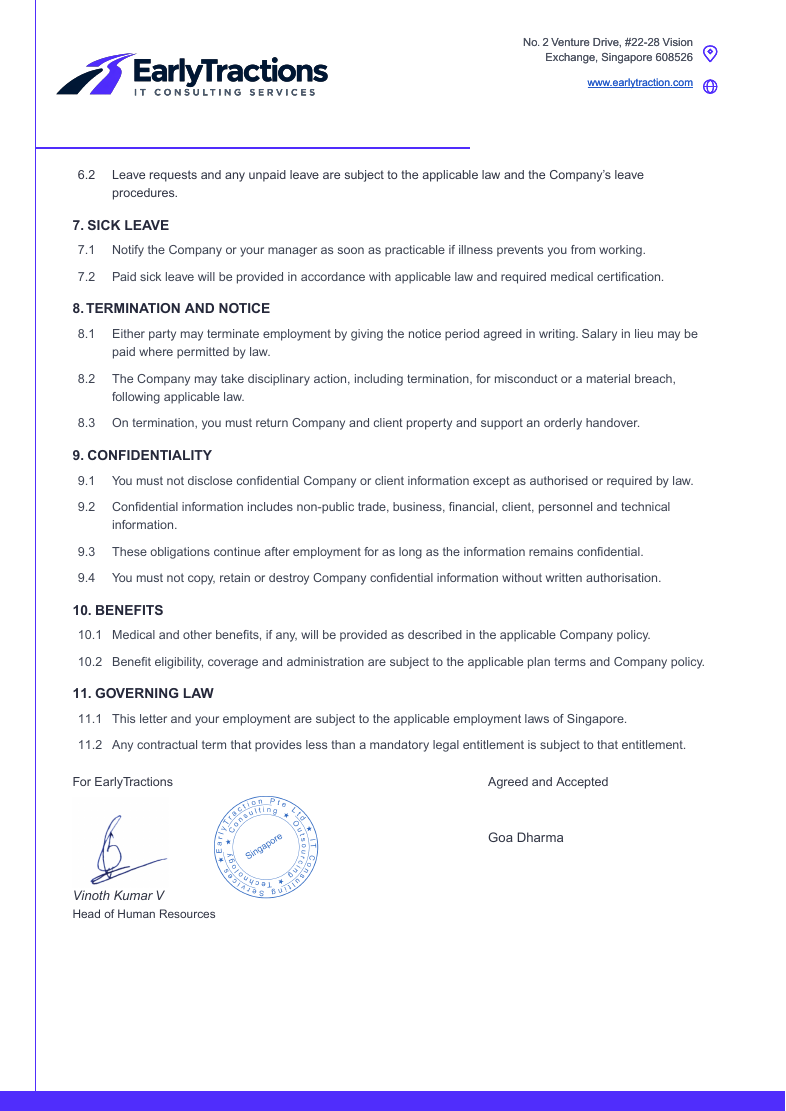 EarlyTractions
IT CONSULTING SERVICES
No. 2 Venture Drive, #22-28 Vision
Exchange, Singapore 608526
www.earlytraction.com
6.2 Leave requests and any unpaid leave are subject to the applicable law and the Company's leave
procedures.
7. SICK LEAVE
7.1 Notify the Company or your manager as soon as practicable if illness prevents you from working.
7.2 Paid sick leave will be provided in accordance with applicable law and required medical certification.
8. TERMINATION AND NOTICE
8.1 Either party may terminate employment by giving the notice period agreed in writing. Salary in lieu may be
paid where permitted by law.
8.2 The Company may take disciplinary action, including termination, for misconduct or a material breach,
following applicable law.
8.3 On termination, you must return Company and client property and support an orderly handover.
9. CONFIDENTIALITY
9.1 You must not disclose confidential Company or client information except as authorised or required by law.
9.2 Confidential information includes non-public trade, business, financial, client, personnel and technical
information.
9.3 These obligations continue after employment for as long as the information remains confidential.
9.4 You must not copy, retain or destroy Company confidential information without written authorisation.
10. BENEFITS
10.1 Medical and other benefits, if any, will be provided as described in the applicable Company policy.
10.2 Benefit eligibility, coverage and administration are subject to the applicable plan terms and Company policy.
11. GOVERNING LAW
11.1 This letter and your employment are subject to the applicable employment laws of Singapore.
11.2 Any contractual term that provides less than a mandatory legal entitlement is subject to that entitlement.
For EarlyTractions
Agreed and Accepted
★ EarlyTraction Pte Ltd ★ IT Consulting Services
★ Consulting ★ Outsourcing ★ Technology
Singapore
Goa Dharma
Vinoth Kumar V
Head of Human Resources